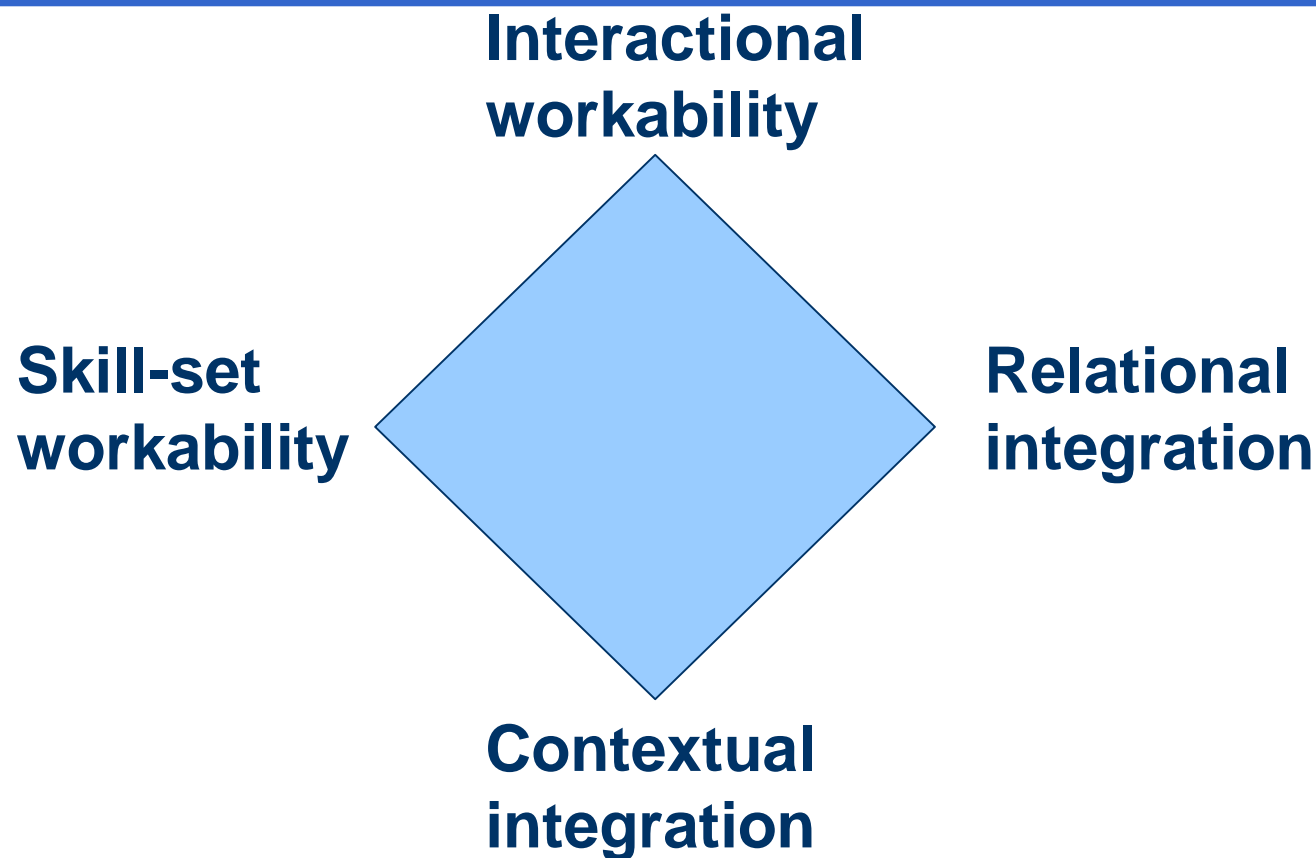 Interactional
workability
Skill-set
workability
Relational
integration
Contextual
integration